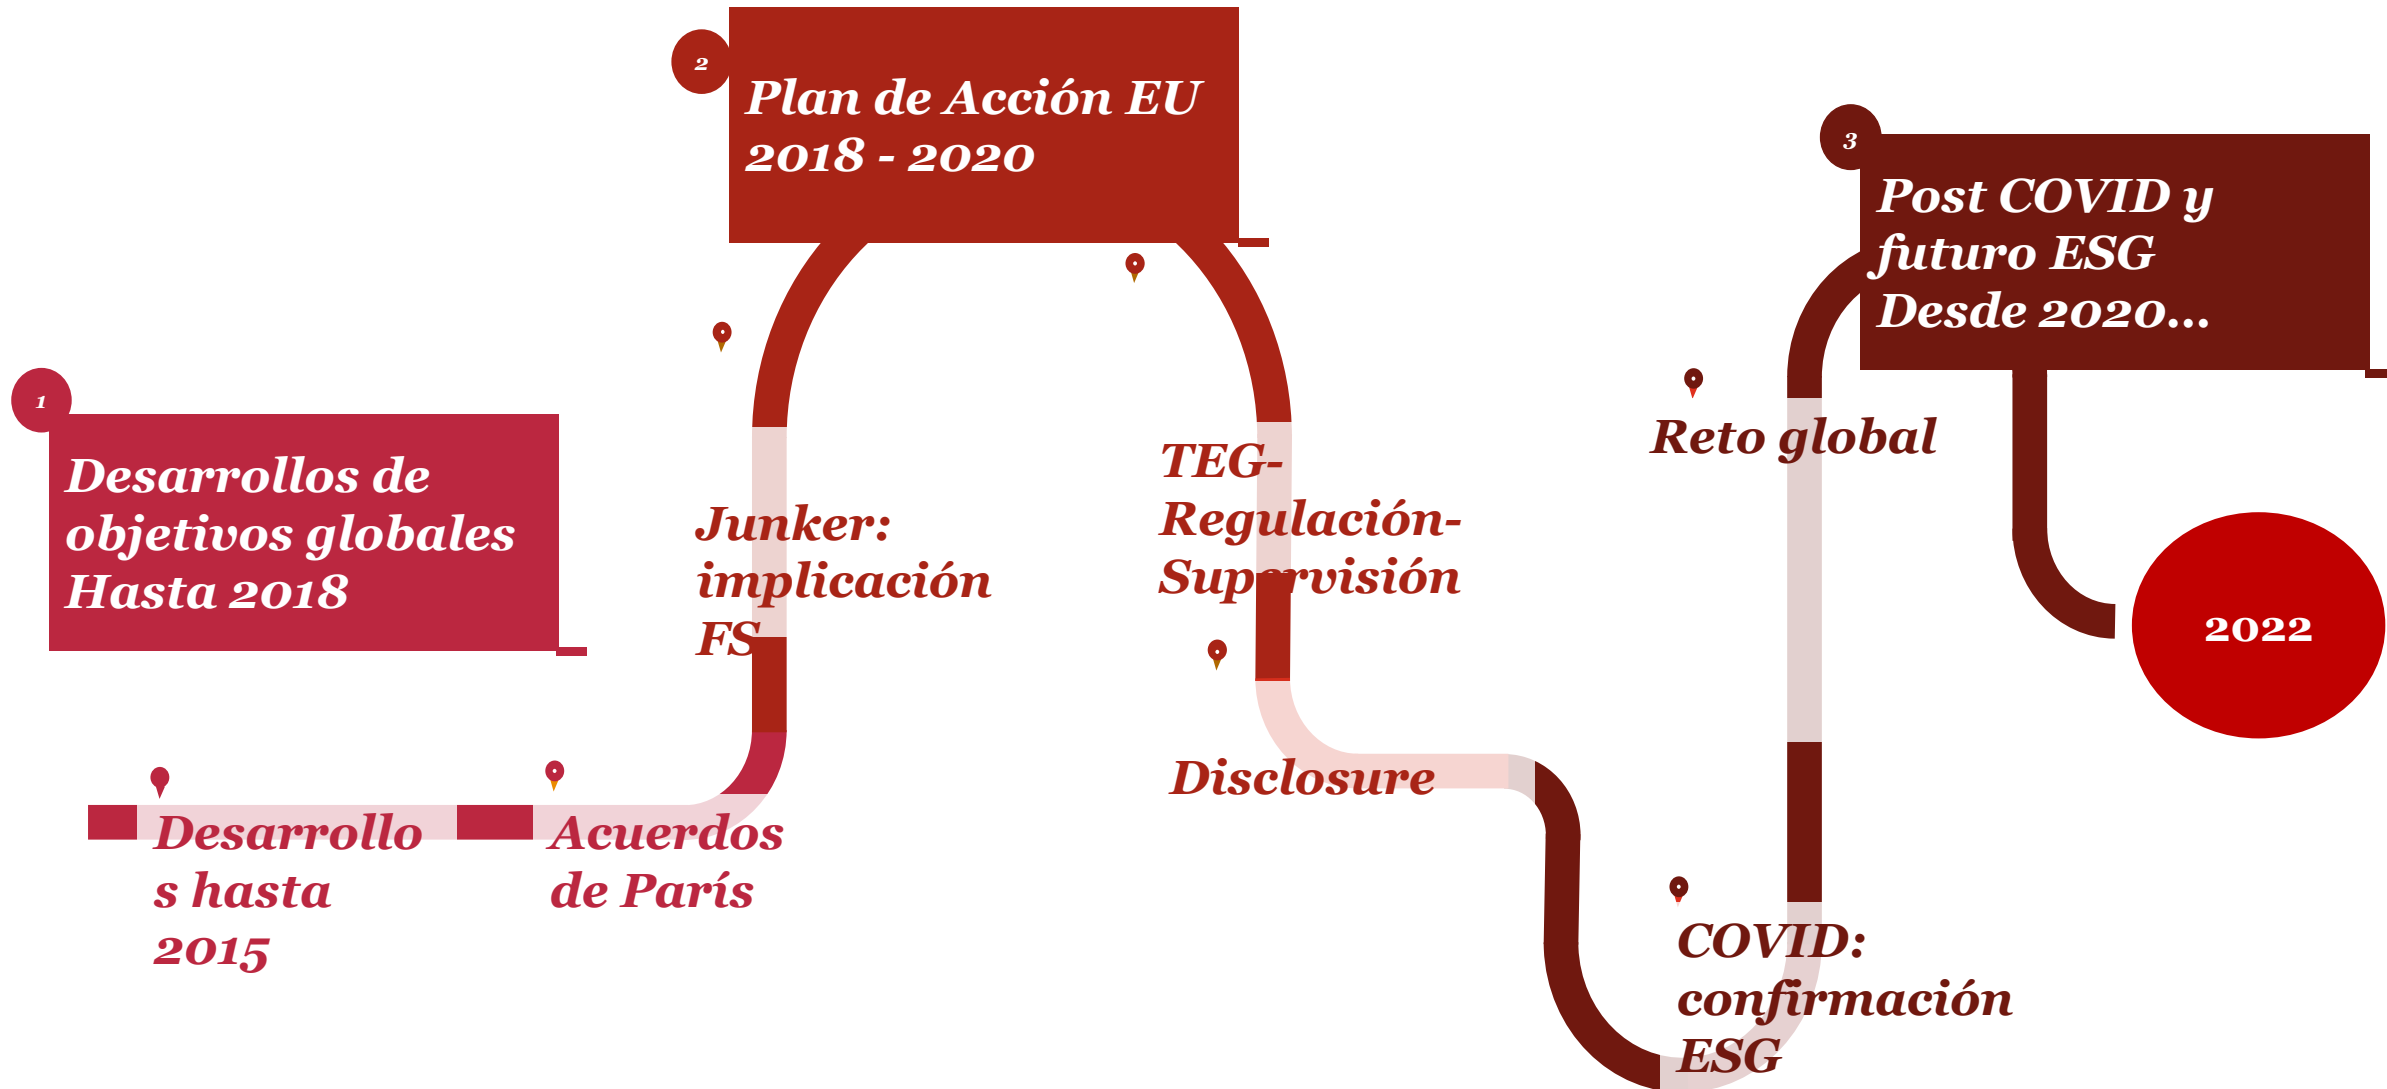 1
Desarrollos de
objetivos globales
Hasta 2018
Desarrollo
s hasta
2015
Acuerdos
de París
2
Plan de Acción EU
2018 - 2020
Junker:
implicación
FS
TEG-
Regulación-
Supervisión
Disclosure
3
Post COVID y
futuro ESG
Desde 2020...
COVID:
confirmación
ESG
Reto global
2022